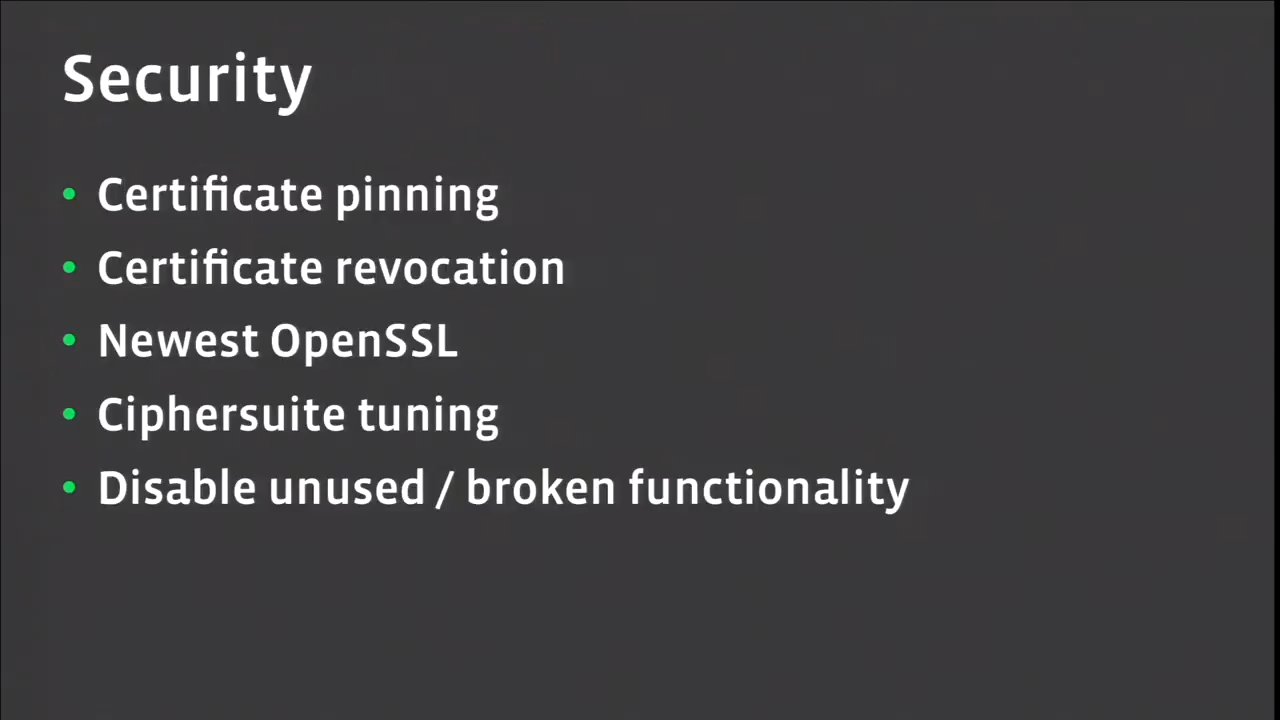 Security
• Certificate pinning
• Certificate revocation
• Newest OpenSSL
• Ciphersuite tuning
• Disable unused / broken functionality